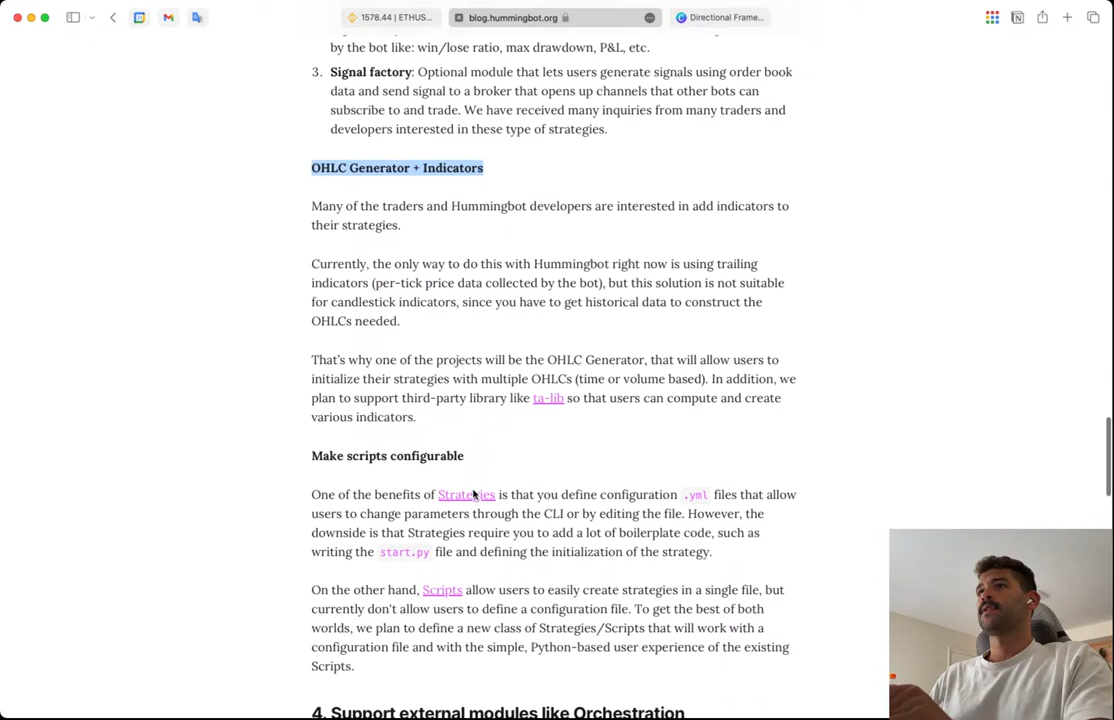 1578.44 | ETHUS...
blog.hummingbot.org
Directional Frame...
by the bot like: win/lose ratio, max drawdown, P&L, etc.
3. Signal factory: Optional module that lets users generate signals using order book
data and send signal to a broker that opens up channels that other bots can
subscribe to and trade. We have received many inquiries from many traders and
developers interested in these type of strategies.
OHLC Generator + Indicators
Many of the traders and Hummingbot developers are interested in add indicators to
their strategies.
Currently, the only way to do this with Hummingbot right now is using trailing
indicators (per-tick price data collected by the bot), but this solution is not suitable
for candlestick indicators, since you have to get historical data to construct the
OHLCs needed.
That's why one of the projects will be the OHLC Generator, that will allow users to
initialize their strategies with multiple OHLCs (time or volume based). In addition, we
plan to support third-party library like ta-lib so that users can compute and create
various indicators.
Make scripts configurable
One of the benefits of Strategies is that you define configuration .yml files that allow
users to change parameters through the CLI or by editing the file. However, the
downside is that Strategies require you to add a lot of boilerplate code, such as
writing the start.py file and defining the initialization of the strategy.
On the other hand, Scripts allow users to easily create strategies in a single file, but
currently don't allow users to define a configuration file. To get the best of both
worlds, we plan to define a new class of Strategies/Scripts that will work with a
configuration file and with the simple, Python-based user experience of the existing
Scripts.
4. Support external modules like Orchestration